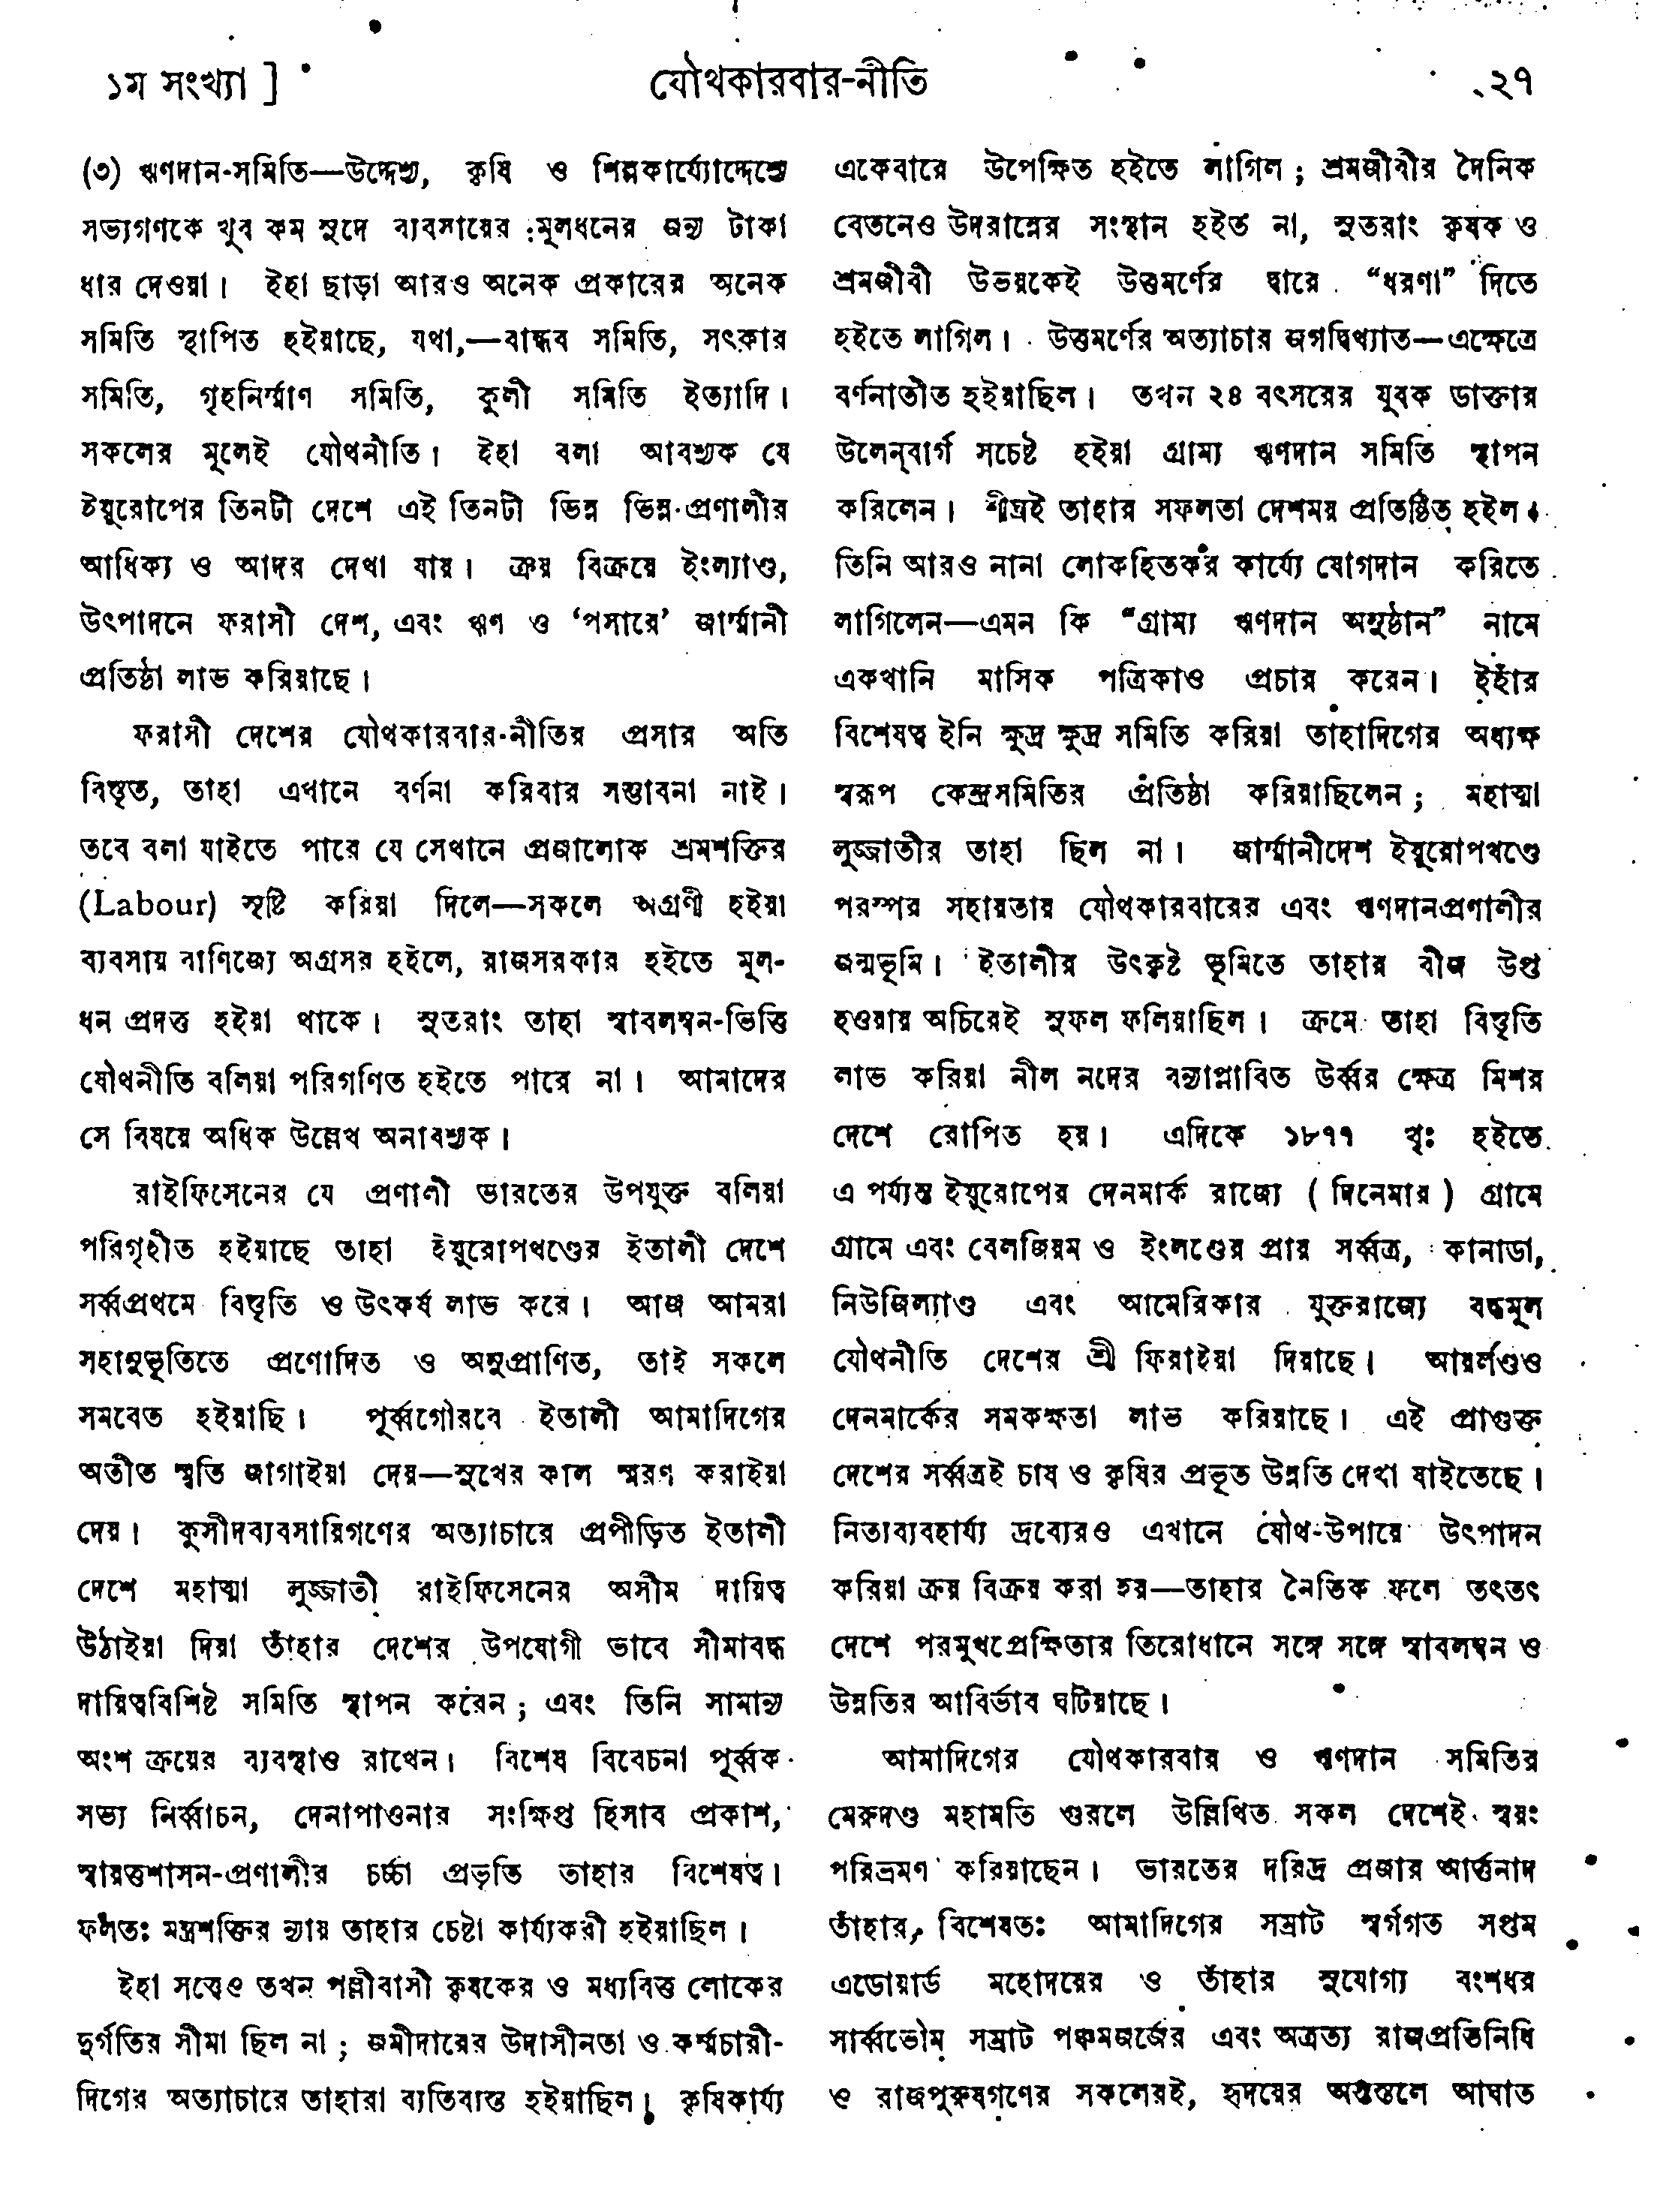 ১ম সংখ্যা ]
যৌথকারবার-নীতি
২৭
(৩) ঋণদান-সমিতি—উদ্দেশ্য, কৃষি ও শিল্পকার্য্যোদ্দেশ্যে
সভ্যগণকে খুব কম সুদে ব্যবসায়ের মূলধনের জন্য টাকা
ধার দেওয়া। ইহা ছাড়া আরও অনেক প্রকারের অনেক
সমিতি স্থাপিত হইয়াছে, যথা,—বান্ধব সমিতি, সৎকার
সমিতি, গৃহনির্ম্মাণ সমিতি, কুলী সমিতি ইত্যাদি।
সকলের মূলেই যৌথনীতি। ইহা বলা আবশ্যক যে
ইয়ুরোপের তিনটী দেশে এই তিনটী ভিন্ন ভিন্ন প্রণালীর
আধিক্য ও আদর দেখা যায়। ক্রয় বিক্রয়ে ইংল্যাণ্ড,
উৎপাদনে ফরাসী দেশ, এবং ঋণ ও ‘পসারে’ জার্ম্মানী
প্রতিষ্ঠা লাভ করিয়াছে।
ফরাসী দেশের যৌথকারবার-নীতির প্রসার অতি
বিস্তৃত, তাহা এখানে বর্ণনা করিবার সম্ভাবনা নাই।
তবে বলা যাইতে পারে যে সেখানে প্রজালোক শ্রমশক্তির
(Labour) সৃষ্টি করিয়া দিলে—সকলে অগ্রণী হইয়া
ব্যবসায় বাণিজ্যে অগ্রসর হইলে, রাজসরকার হইতে মূল-
ধন প্রদত্ত হইয়া থাকে। সুতরাং তাহা স্বাবলম্বন-ভিত্তি
যৌথনীতি বলিয়া পরিগণিত হইতে পারে না। আমাদের
সে বিষয়ে অধিক উল্লেখ অনাবশ্যক।
রাইফিসেনের যে প্রণালী ভারতের উপযুক্ত বলিয়া
পরিগৃহীত হইয়াছে তাহা ইয়ুরোপখণ্ডের ইতালী দেশে
সর্ব্বপ্রথমে বিস্তৃতি ও উৎকর্ষ লাভ করে। আজ আমরা
সহানুভূতিতে প্রণোদিত ও অনুপ্রাণিত, তাই সকলে
সমবেত হইয়াছি। পূর্ব্বগৌরবে ইতালী আমাদিগের
অতীত স্মৃতি জাগাইয়া দেয়—সুখের কাল স্মরণ করাইয়া
দেয়। কুসীদব্যবসায়িগণের অত্যাচারে প্রপীড়িত ইতালী
দেশে মহাত্মা লুজ্জাতী রাইফিসেনের অসীম দায়িত্ব
উঠাইয়া দিয়া তাঁহার দেশের উপযোগী ভাবে সীমাবদ্ধ
দায়িত্ববিশিষ্ট সমিতি স্থাপন করেন; এবং তিনি সামান্য
অংশ ক্রয়ের ব্যবস্থাও রাখেন। বিশেষ বিবেচনা পূর্ব্বক
সভ্য নির্ব্বাচন, দেনাপাওনার সংক্ষিপ্ত হিসাব প্রকাশ,
স্বায়ত্তশাসন-প্রণালীর চর্চ্চা প্রভৃতি তাহার বিশেষত্ব।
ফলতঃ মন্ত্রশক্তির ন্যায় তাহার চেষ্টা কার্য্যকরী হইয়াছিল।
ইহা সত্ত্বেও তখন পল্লীবাসী কৃষকের ও মধ্যবিত্ত লোকের
দুর্গতির সীমা ছিল না; জমীদারের উদাসীনতা ও কর্ম্মচারী-
দিগের অত্যাচারে তাহারা ব্যতিব্যস্ত হইয়াছিল। কৃষিকার্য্য
একেবারে উপেক্ষিত হইতে লাগিল; শ্রমজীবীর দৈনিক
বেতনেও উদরান্নের সংস্থান হইত না, সুতরাং কৃষক ও
শ্রমজীবী উভয়কেই উত্তমর্ণের দ্বারে “ধরণা” দিতে
হইতে লাগিল। উত্তমর্ণের অত্যাচার জগদ্বিখ্যাত—এক্ষেত্রে
বর্ণনাতীত হইয়াছিল। তখন ২৪ বৎসরের যুবক ডাক্তার
উলেন্‌বার্গ সচেষ্ট হইয়া গ্রাম্য ঋণদান সমিতি স্থাপন
করিলেন। শীঘ্রই তাহার সফলতা দেশময় প্রতিষ্ঠিত হইল।
তিনি আরও নানা লোকহিতকর কার্য্যে যোগদান করিতে
লাগিলেন—এমন কি “গ্রাম্য ঋণদান অনুষ্ঠান” নামে
একখানি মাসিক পত্রিকাও প্রচার করেন। ইহাঁর
বিশেষত্ব ইনি ক্ষুদ্র ক্ষুদ্র সমিতি করিয়া তাহাদিগের অধ্যক্ষ
স্বরূপ কেন্দ্রসমিতির প্রতিষ্ঠা করিয়াছিলেন; মহাত্মা
লুজ্জাতীর তাহা ছিল না। জার্ম্মানীদেশ ইয়ুরোপখণ্ডে
পরস্পর সহায়তায় যৌথকারবারের এবং ঋণদানপ্রণালীর
জন্মভূমি। ইতালীর উৎকৃষ্ট ভূমিতে তাহার বীজ উপ্ত
হওয়ায় অচিরেই সুফল ফলিয়াছিল। ক্রমে তাহা বিস্তৃতি
লাভ করিয়া নীল নদের বন্যাপ্লাবিত উর্ব্বর ক্ষেত্র মিশর
দেশে রোপিত হয়। এদিকে ১৮৭৭ খৃঃ হইতে
এ পর্য্যন্ত ইয়ুরোপের দেনমার্ক রাজ্যে ( দিনেমার ) গ্রামে
গ্রামে এবং বেলজিয়ম ও ইংলণ্ডের প্রায় সর্ব্বত্র, কানাডা,
নিউজিল্যাণ্ড এবং আমেরিকার যুক্তরাজ্যে বদ্ধমূল
যৌথনীতি দেশের শ্রী ফিরাইয়া দিয়াছে। আয়র্লণ্ডও
দেনমার্কের সমকক্ষতা লাভ করিয়াছে। এই প্রাগুক্ত
দেশের সর্ব্বত্রই চাষ ও কৃষির প্রভূত উন্নতি দেখা যাইতেছে।
নিত্যব্যবহার্য্য দ্রব্যেরও এখানে যৌথ-উপায়ে উৎপাদন
করিয়া ক্রয় বিক্রয় করা হয়—তাহার নৈতিক ফলে তৎতৎ
দেশে পরমুখপ্রেক্ষিতার তিরোধানে সঙ্গে সঙ্গে স্বাবলম্বন ও
উন্নতির আবির্ভাব ঘটিয়াছে।
আমাদিগের যৌথকারবার ও ঋণদান সমিতির
মেরুদণ্ড মহামতি গুরলে উল্লিখিত সকল দেশেই স্বয়ং
পরিভ্রমণ করিয়াছেন। ভারতের দরিদ্র প্রজার আর্ত্তনাদ
তাঁহার, বিশেষতঃ আমাদিগের সম্রাট স্বর্গগত সপ্তম
এডোয়ার্ড মহোদয়ের ও তাঁহার সুযোগ্য বংশধর
সার্ব্বভৌম সম্রাট পঞ্চমজর্জের এবং অত্রত্য রাজপ্রতিনিধি
ও রাজপুরুষগণের সকলেরই, হৃদয়ের অন্তস্তলে আঘাত